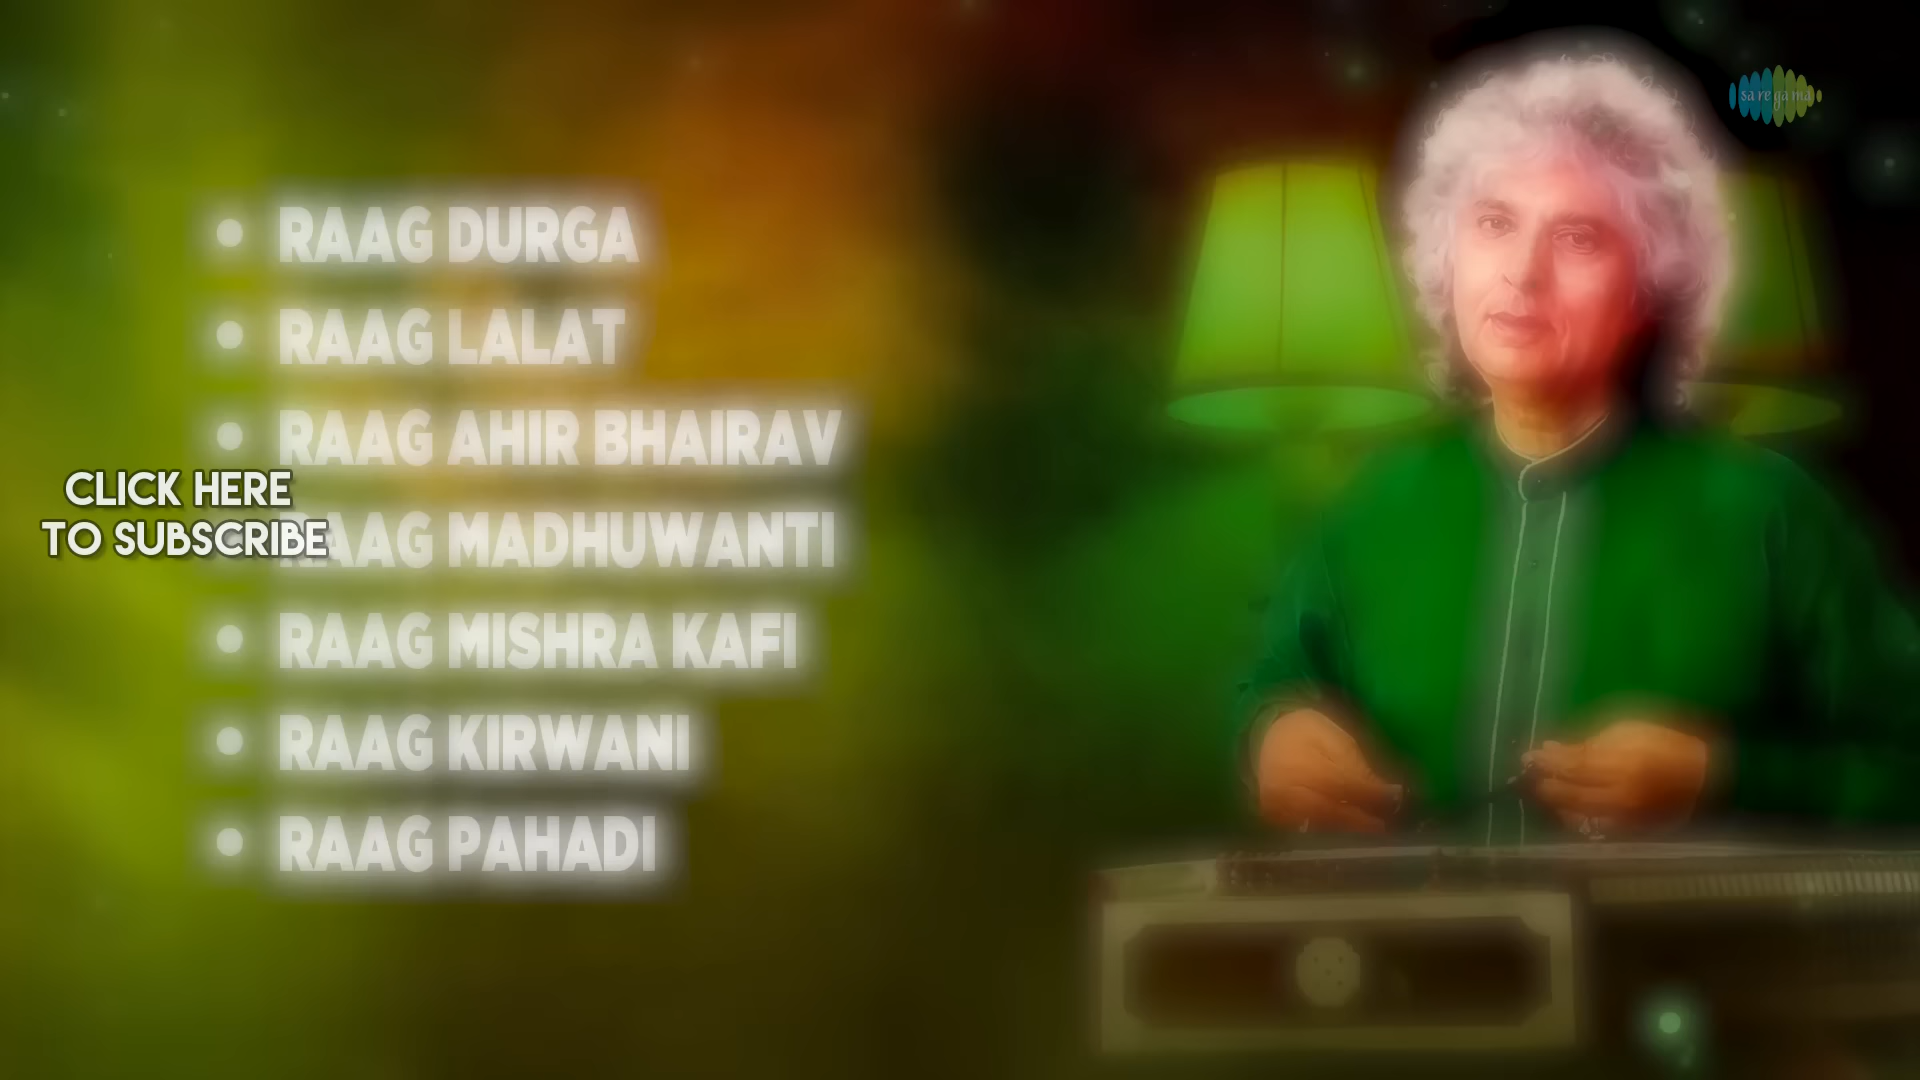 sa re ga ma
• RAAG DURGA
• RAAG LALAT
• RAAG AHIR BHAIRAV
CLICK HERE
TO SUBSCRIBE
RAAG MADHUWANTI
• RAAG MISHRA KAFI
• RAAG KIRWANI
• RAAG PAHADI